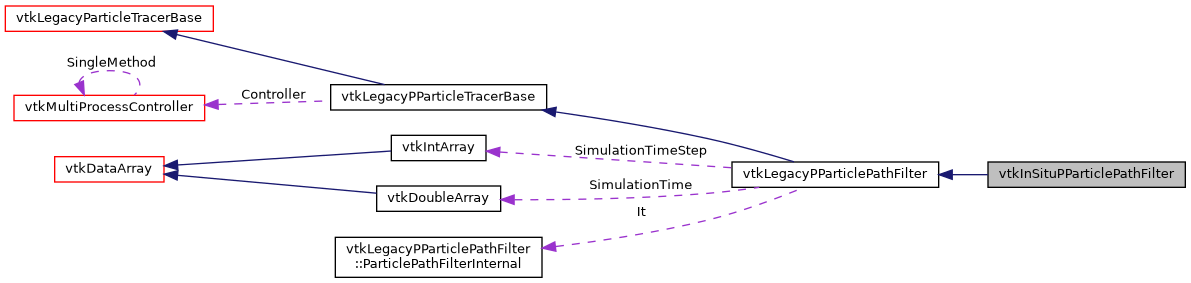 vtkLegacyParticleTracerBase
SingleMethod
vtkMultiProcessController
Controller
vtkLegacyPParticleTracerBase
vtkIntArray
vtkDataArray
vtkDoubleArray
SimulationTimeStep
SimulationTime
It
vtkLegacyPParticlePathFilter
vtkInSituPParticlePathFilter
vtkLegacyPParticlePathFilter
::ParticlePathFilterInternal